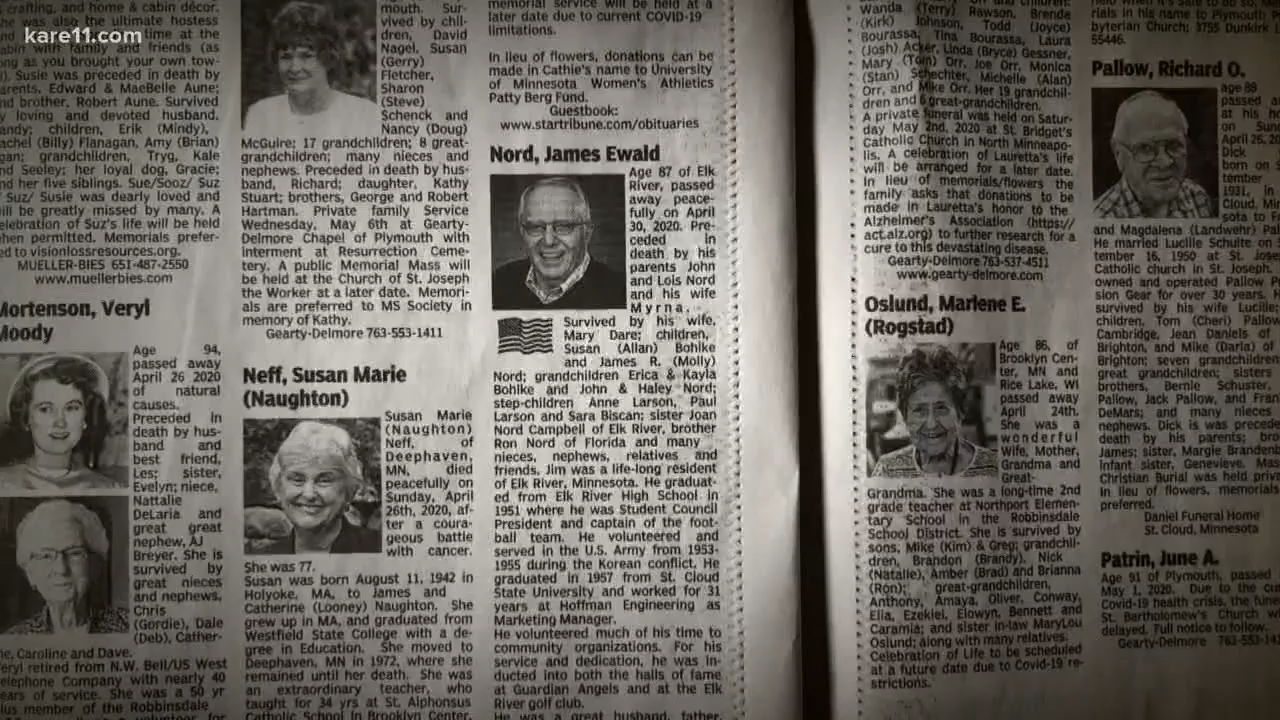 kare11.com
crafting, and home & cabin décor.
he was also the ultimate hostess
time at the
abin with family and friends (as
ong as you brought your own tow-
). Susie was preceded in death by
arents, Edward & MaeBelle Aune;
nd brother, Robert Aune. Survived
y loving and devoted husband,
andy; children, Erik (Mindy),
achel (Billy) Flanagan, Amy (Brian)
gan; grandchildren, Tryg, Kale
nd Seeley; her loyal dog, Gracie;
nd her five siblings. Sue/Sooz/ Suz
/ Suz/ Susie was dearly loved and
ill be greatly missed by many. A
elebration of Suz's life will be held
hen permitted. Memorials prefer-
ed to visionlossresources.org.
MUELLER-BIES 651-487-2550
www.muellerbies.com
Mortenson, Veryl
Moody
Age 94,
passed away
April 26 2020
of natural
causes.
Preceded in
death by hus-
band and
best friend,
Les; sister,
Evelyn; niece,
Nattalie
DeLaria and
great great
nephew, AJ
Breyer. She is
survived by
great nieces
and nephews,
Chris
(Gordie), Dale
(Deb), Cather-
ne, Caroline and Dave.
eryl retired from N.W. Bell/US West
elephone Company with nearly 40
ears of service. She was a 50 yr
lus member of the Robbinsdale
mouth. Sur-
vived by chil-
dren, David
Nagel, Susan
(Gerry)
Fletcher,
Sharon
(Steve)
Schenck and
Nancy (Doug)
McGuire; 17 grandchildren; 8 great-
grandchildren; many nieces and
nephews. Preceded in death by hus-
band, Richard; daughter, Kathy
Stuart; brothers, George and Robert
Hartman. Private family Service
Wednesday, May 6th at Gearty-
Delmore Chapel of Plymouth with
interment at Resurrection Ceme-
tery. A public Memorial Mass will
be held at the Church of St. Joseph
the Worker at a later date. Memori-
als are preferred to MS Society in
memory of Kathy.
Gearty-Delmore 763-553-1411
Neff, Susan Marie
(Naughton)
Susan Marie
(Naughton)
Neff, of
Deephaven,
MN, died
peacefully on
Sunday, April
26th, 2020, af-
ter a coura-
geous battle
with cancer.
She was 77.
Susan was born August 11, 1942 in
Holyoke, MA, to James and
Catherine (Looney) Naughton. She
grew up in MA, and graduated from
Westfield State College with a de-
gree in Education. She moved to
Deephaven, MN in 1972, where she
remained until her death. She was
an extraordinary teacher, who
taught for 34 yrs at St. Alphonsus
Catholic School in Brooklyn Center,
memorial service will be held at a
later date due to current COVID-19
limitations.
In lieu of flowers, donations can be
made in Cathie's name to University
of Minnesota Women's Athletics
Patty Berg Fund.
Guestbook:
www.startribune.com/obituaries
Nord, James Ewald
Age 87 of Elk
River, passed
away peace-
fully on April
30, 2020. Pre-
ceded in
death by his
parents John
and Lois Nord
and his wife
Myrna.
Survived by his wife,
Mary Dare; children,
Susan (Allan) Bohlke
and James R. (Molly)
Nord; grandchildren Erica & Kayla
Bohlke and John & Haley Nord;
step-children Anne Larson, Paul
Larson and Sara Biscan; sister Joan
Nord Campbell of Elk River, brother
Ron Nord of Florida and many
nieces, nephews, relatives and
friends. Jim was a life-long resident
of Elk River, Minnesota. He graduat-
ed from Elk River High School in
1951 where he was Student Council
President and captain of the foot-
ball team. He volunteered and
served in the U.S. Army from 1953-
1955 during the Korean conflict. He
graduated in 1957 from St. Cloud
State University and worked for 31
years at Hoffman Engineering as
Marketing Manager.
He volunteered much of his time to
community organizations. For his
service and dedication, he was in-
ducted into both the halls of fame
at Guardian Angels and at the Elk
River golf club.
He was a great husband, father,
Wanda (Terry) Rawson, Brenda
(Kirk) Johnson, Todd (Joyce)
Bourassa, Tina Bourassa, Laura
(Josh) Acker, Linda (Bryce) Gessner,
Mary (Tom) Orr, Joe Orr, Monica
(Stan) Schechter, Michelle (Alan)
Orr, and Mike Orr. Her 19 grandchil-
dren and 6 great-grandchildren.
A private funeral was held on Satur-
day May 2nd, 2020 at St. Bridget's
Catholic Church in North Minneapo-
lis. A celebration of Lauretta's life
will be arranged for a later date.
In lieu of memorials/flowers the
family asks that donations to be
made in Lauretta's honor to the
Alzheimer's Association (https://
act.alz.org) to further research for a
cure to this devastating disease.
Gearty-Delmore 763-537-4511
www.gearty-delmore.com
Oslund, Marlene E.
(Rogstad)
Age 86, of
Brooklyn Cen-
ter, MN and
Rice Lake, WI
passed away
April 24th.
She was a
wonderful
Wife, Mother,
Grandma and
Great-
Grandma. She was a long-time 2nd
grade teacher at Northport Elemen-
tary School in the Robbinsdale
School District. She is survived by
sons, Mike (Kim) & Greg; grandchil-
dren, Brandon (Brandy), Nick
(Natalie), Amber (Brad) and Brianna
(Ron); great-grandchildren,
Anthony, Amaya, Oliver, Conway,
Ella, Ezekiel, Elowyn, Bennett and
Caramia; and sister in-law MaryLou
Oslund; along with many relatives.
Celebration of Life to be scheduled
at a future date due to Covid-19 re-
strictions.
rials in his name to Plymouth P
byterian Church; 3755 Dunkirk L
55446.
Pallow, Richard O.
age 88
passed a
at his h
on Sun
April 26, 20
Dick
born on
tember
1931, in
Cloud, Min
sota to F
and Magdalena (Landwehr) Pal
He married Lucille Schulte on
tember 16, 1950 at St. Joseph
Catholic church in St. Joseph.
owned and operated Pallow P
sion Gear for over 30 years. H
survived by his wife Lucille;
children, Tom (Cheri) Pallow
Cambridge, Jean Daniels of
Brighton, and Mike (Darla) of
Brighton; seven grandchildren
great grandchildren; sisters
brothers, Bernie Schuster,
Pallow, Jack Pallow, and Fran
DeMars; and many nieces
nephews. Dick is was precede
death by his parents; bro
James; sister, Margie Brandenb
infant sister, Genevieve. Mas
Christian Burial was held priv
In lieu of flowers, memorials
preferred.
Daniel Funeral Home
St. Cloud, Minnesota
Patrin, June A.
Age 91 of Plymouth, passed
May 1, 2020. Due to the cu
Covid-19 health crisis, the fune
St. Bartholomew's Church w
delayed. Full notice to follow.
Gearty-Delmore 763-553-14